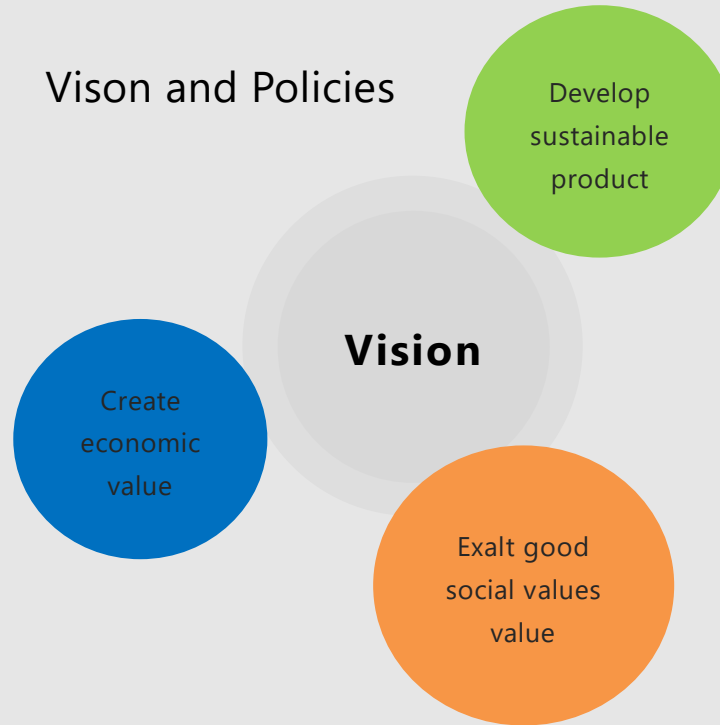 Vison and Policies
Develop
sustainable
product
Vision
Create
economic
value
Exalt good
social values
value